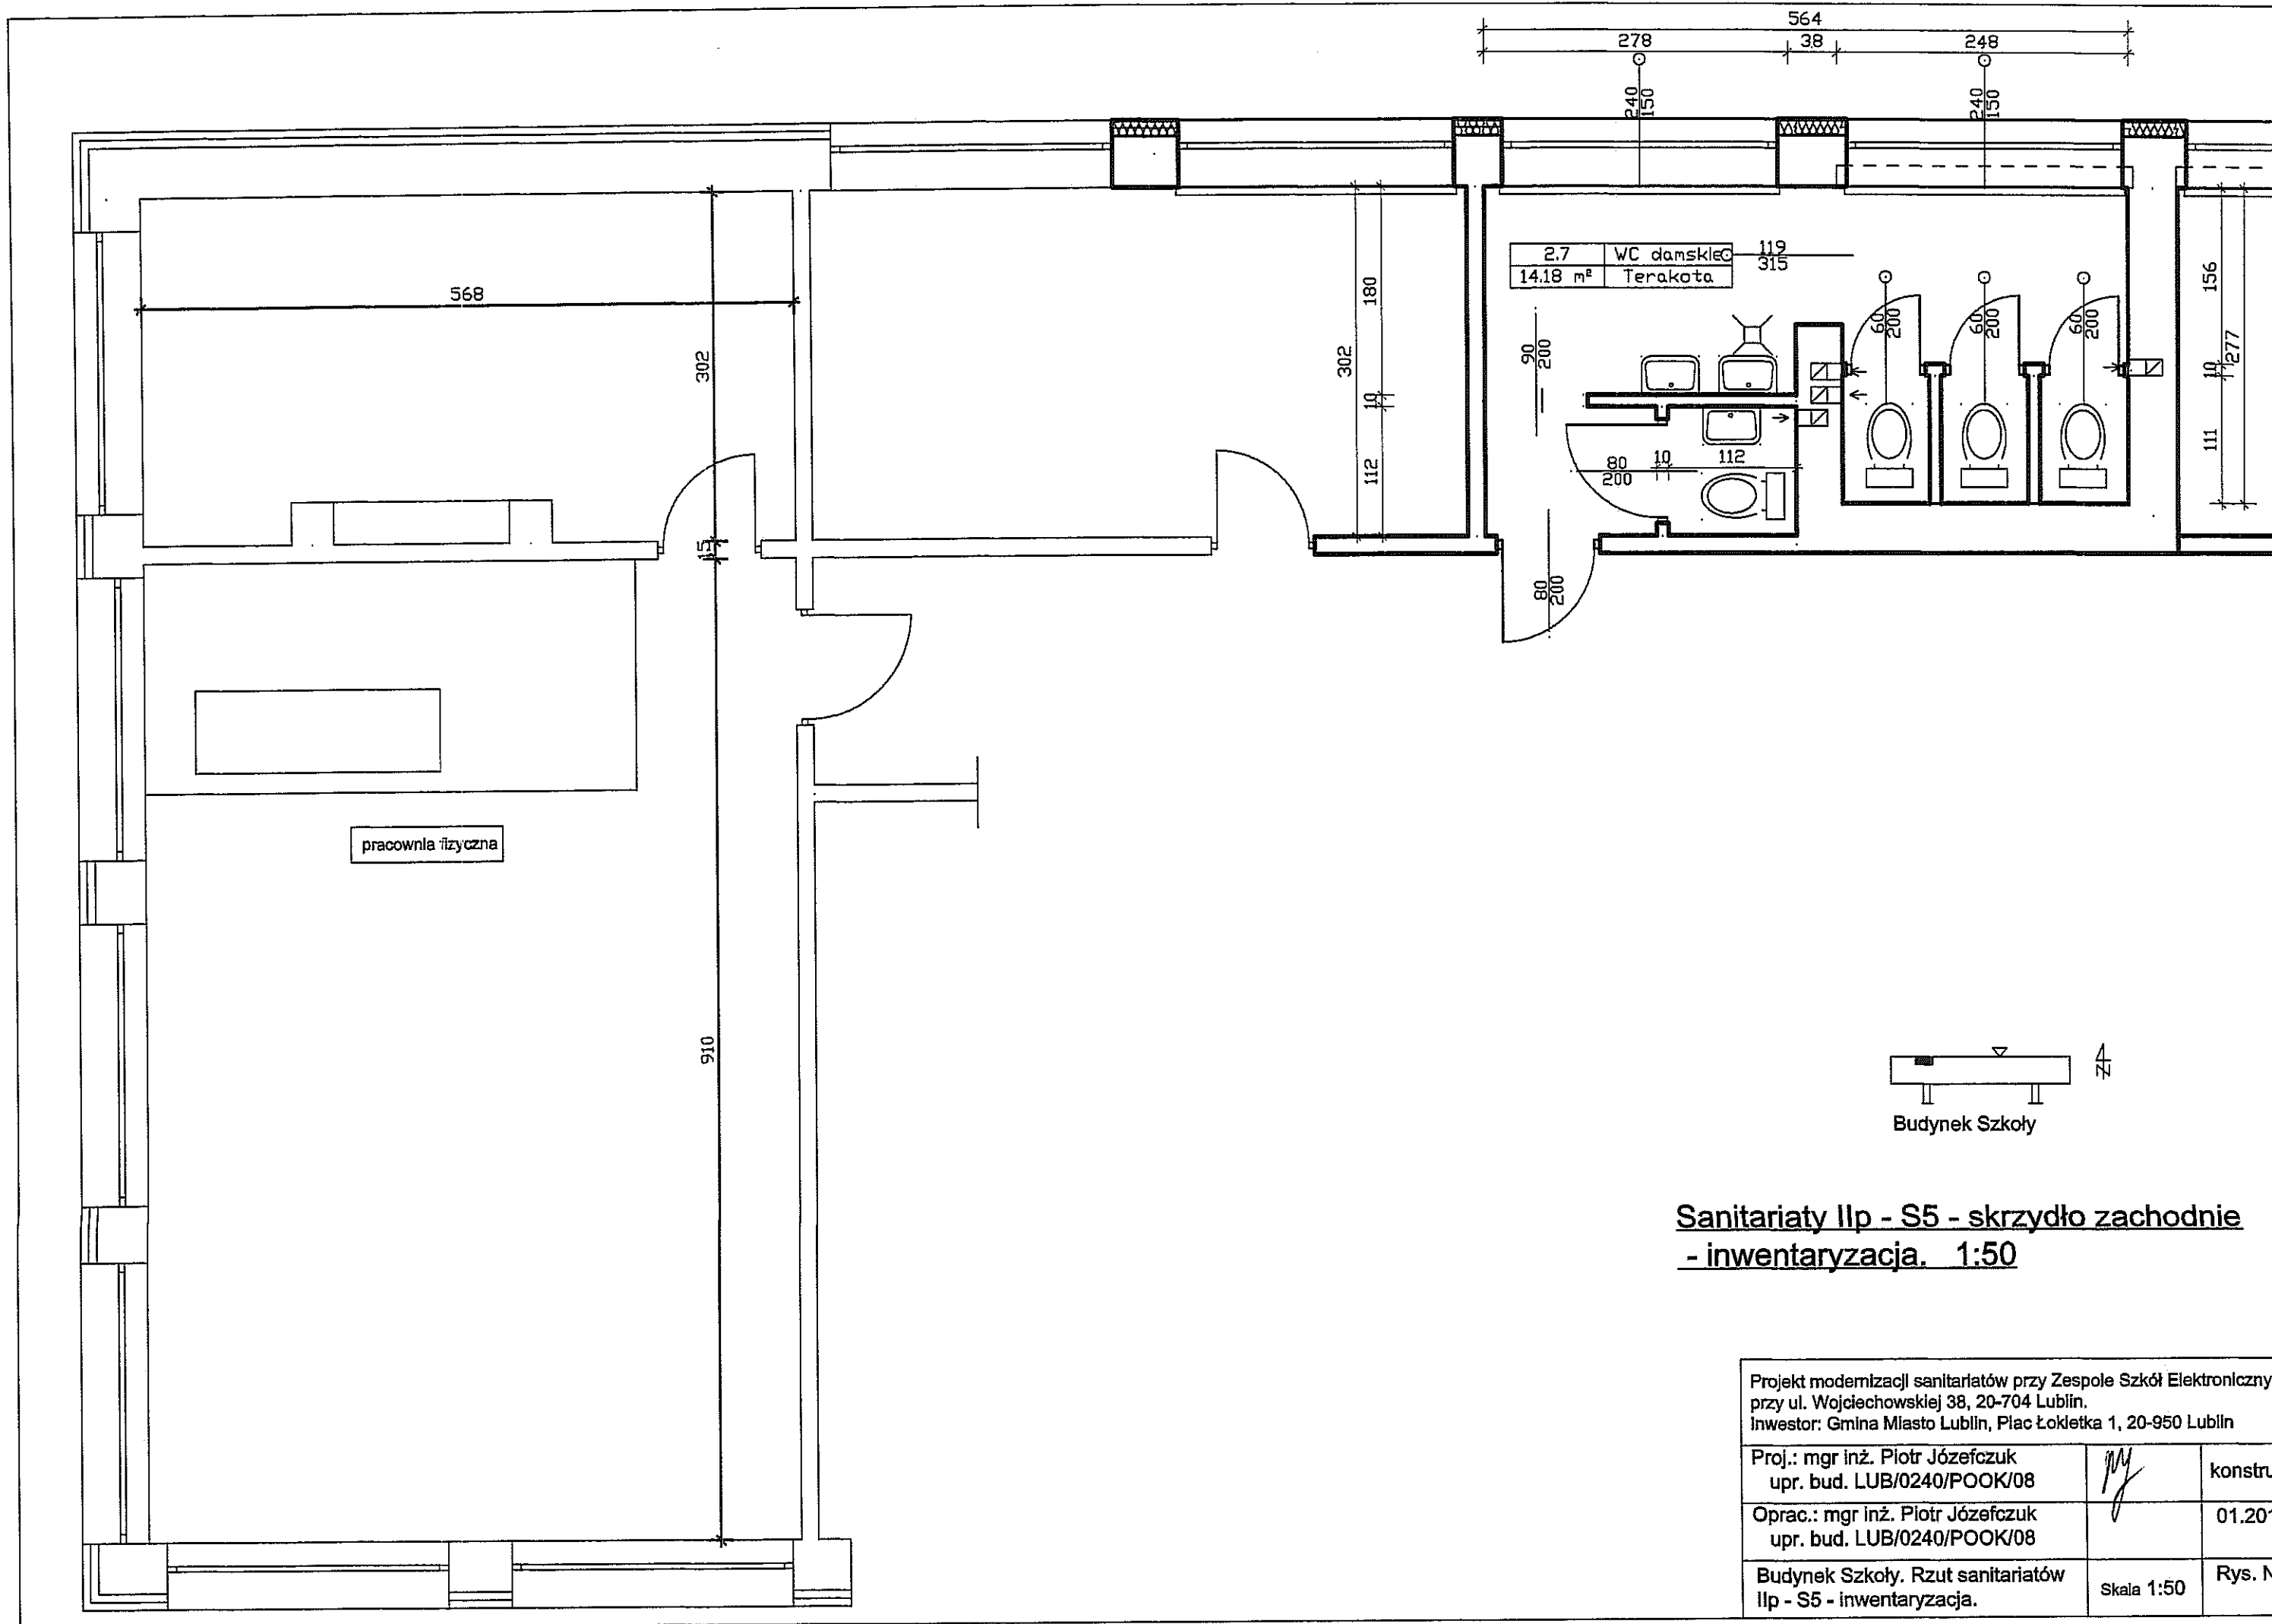 564
278 38 248
240
150
240
150
2.7 WC damskie
14.18 m² Terakota
119
315
568
302
302
180
10
112
90
200
60
200
60
200
60
200
156
10
277
111
80
200
10
112
15
80
200
pracownia fizyczna
910
N
Budynek Szkoły
Sanitariaty IIp - S5 - skrzydło zachodnie
- inwentaryzacja. 1:50
Projekt modernizacji sanitariatów przy Zespole Szkół Elektroniczny
przy ul. Wojciechowskiej 38, 20-704 Lublin.
Inwestor: Gmina Miasto Lublin, Plac Łokietka 1, 20-950 Lublin
Proj.: mgr inż. Piotr Józefczuk
upr. bud. LUB/0240/POOK/08
konstru
Oprac.: mgr inż. Piotr Józefczuk
upr. bud. LUB/0240/POOK/08
01.201
Budynek Szkoły. Rzut sanitariatów
IIp - S5 - inwentaryzacja.
Skala 1:50
Rys. N